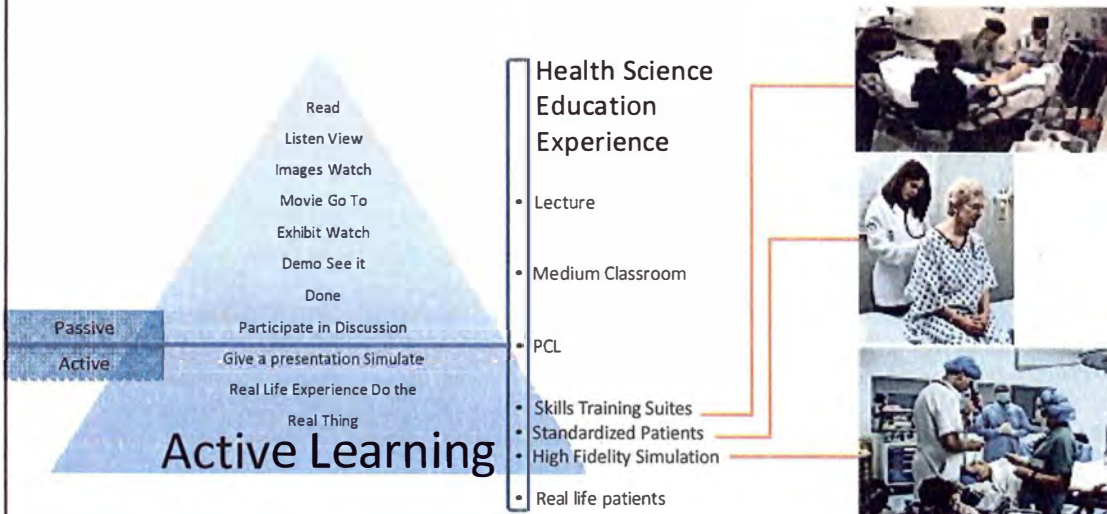 Read
Listen View
Images Watch
Movie Go To
Exhibit Watch
Demo See it
Done
Participate in Discussion
Give a presentation Simulate
Real Life Experience Do the
Real Thing
Passive
Active
Active Learning
Health Science
Education
Experience
• Lecture
• Medium Classroom
• PCL
• Skills Training Suites
• Standardized Patients
• High Fidelity Simulation
• Real life patients